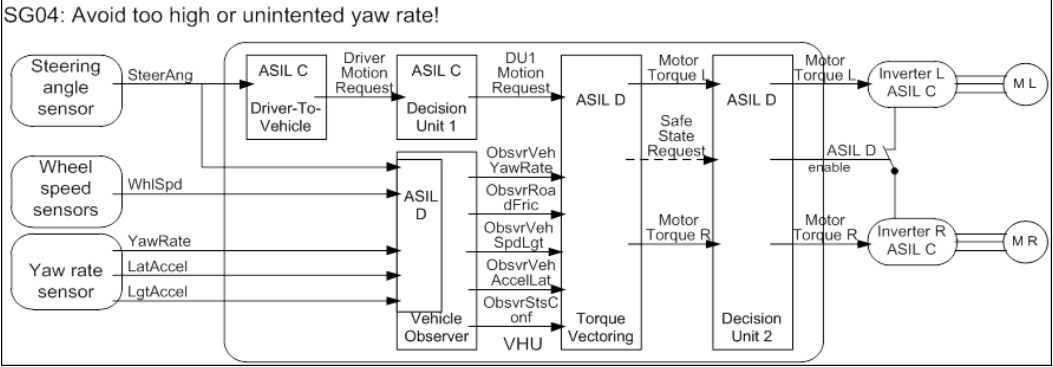 SG04: Avoid too high or unintented yaw rate!
Steering
angle
sensor
SteerAng
ASIL C
Driver-To-
Vehicle
Driver
Motion
Request
ASIL C
Decision
Unit 1
DU1
Motion
Request
ASIL D
Torque
Vectoring
Motor
Torque L
Safe
State
Request
Motor
Torque R
ASIL D
Decision
Unit 2
Motor
Torque L
ASIL D
enable
Motor
Torque R
Inverter L
ASIL C
M L
Inverter R
ASIL C
M R
Wheel
speed
sensors
WhlSpd
Yaw rate
sensor
YawRate
LatAccel
LgtAccel
ASIL
D
Vehicle
Observer
ObsvrVeh
YawRate
ObsvrRoa
dFric
ObsvrVeh
SpdLgt
ObsvrVeh
AccelLat
ObsvrStsC
onf
VHU